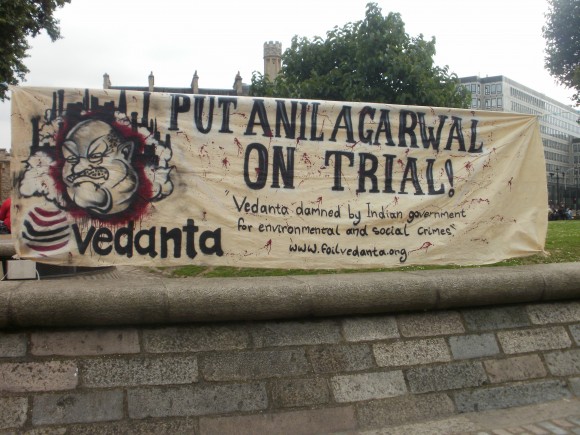 PUT ANIL AGARWAL
ON TRIAL!
Vedanta "damned by Indian government
for environmental and social crimes"
www.foilvedanta.org
Vedanta